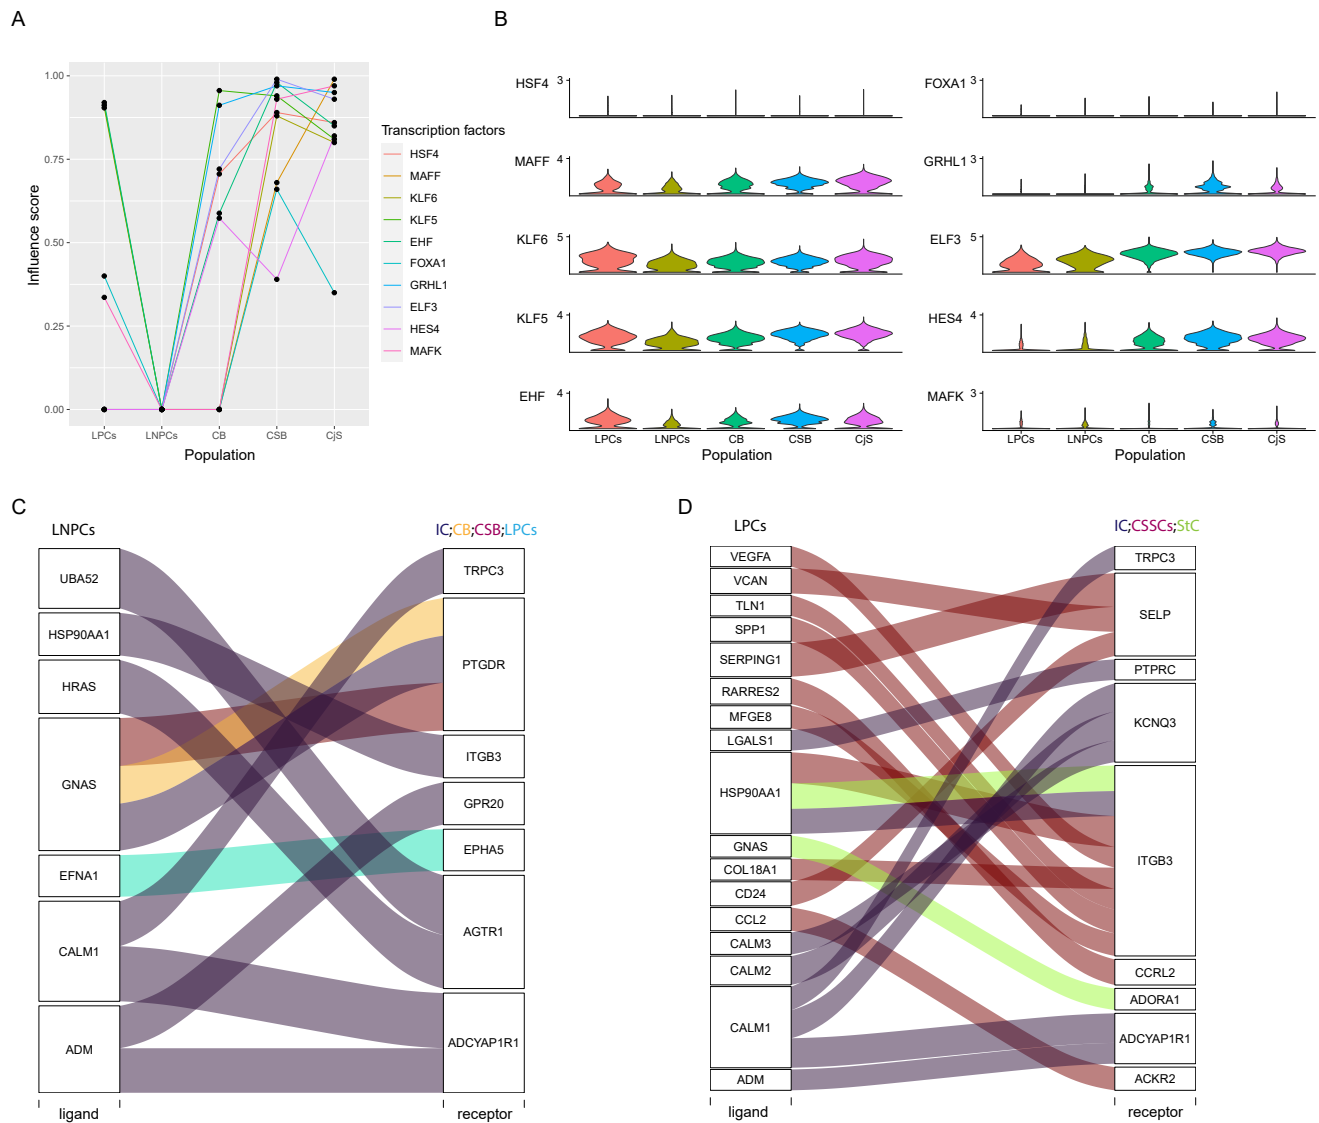 A
1.00
0.75
0.50
0.25
0.00
Influence score
LPCs
LNPCs
CB
CSB
CjS
Population
Transcription factors
HSF4
MAFF
KLF6
KLF5
EHF
FOXA1
GRHL1
ELF3
HES4
MAFK
B
HSF4 3
MAFF 4
KLF6 5
KLF5 4
EHF 4
LPCs LNPCs CB CSB CjS
Population
FOXA1 3
GRHL1 3
ELF3 5
HES4 4
MAFK 3
LPCs LNPCs CB CSB CjS
Population
C
LNPCs
IC;CB;CSB;LPCs
UBA52
HSP90AA1
HRAS
GNAS
EFNA1
CALM1
ADM
TRPC3
PTGDR
ITGB3
GPR20
EPHA5
AGTR1
ADCYAP1R1
ligand
receptor
D
LPCs
IC;CSSCs;StC
VEGFA
VCAN
TLN1
SPP1
SERPING1
RARRES2
MFGE8
LGALS1
HSP90AA1
GNAS
COL18A1
CD24
CCL2
CALM3
CALM2
CALM1
ADM
TRPC3
SELP
PTPRC
KCNQ3
ITGB3
CCRL2
ADORA1
ADCYAP1R1
ACKR2
ligand
receptor